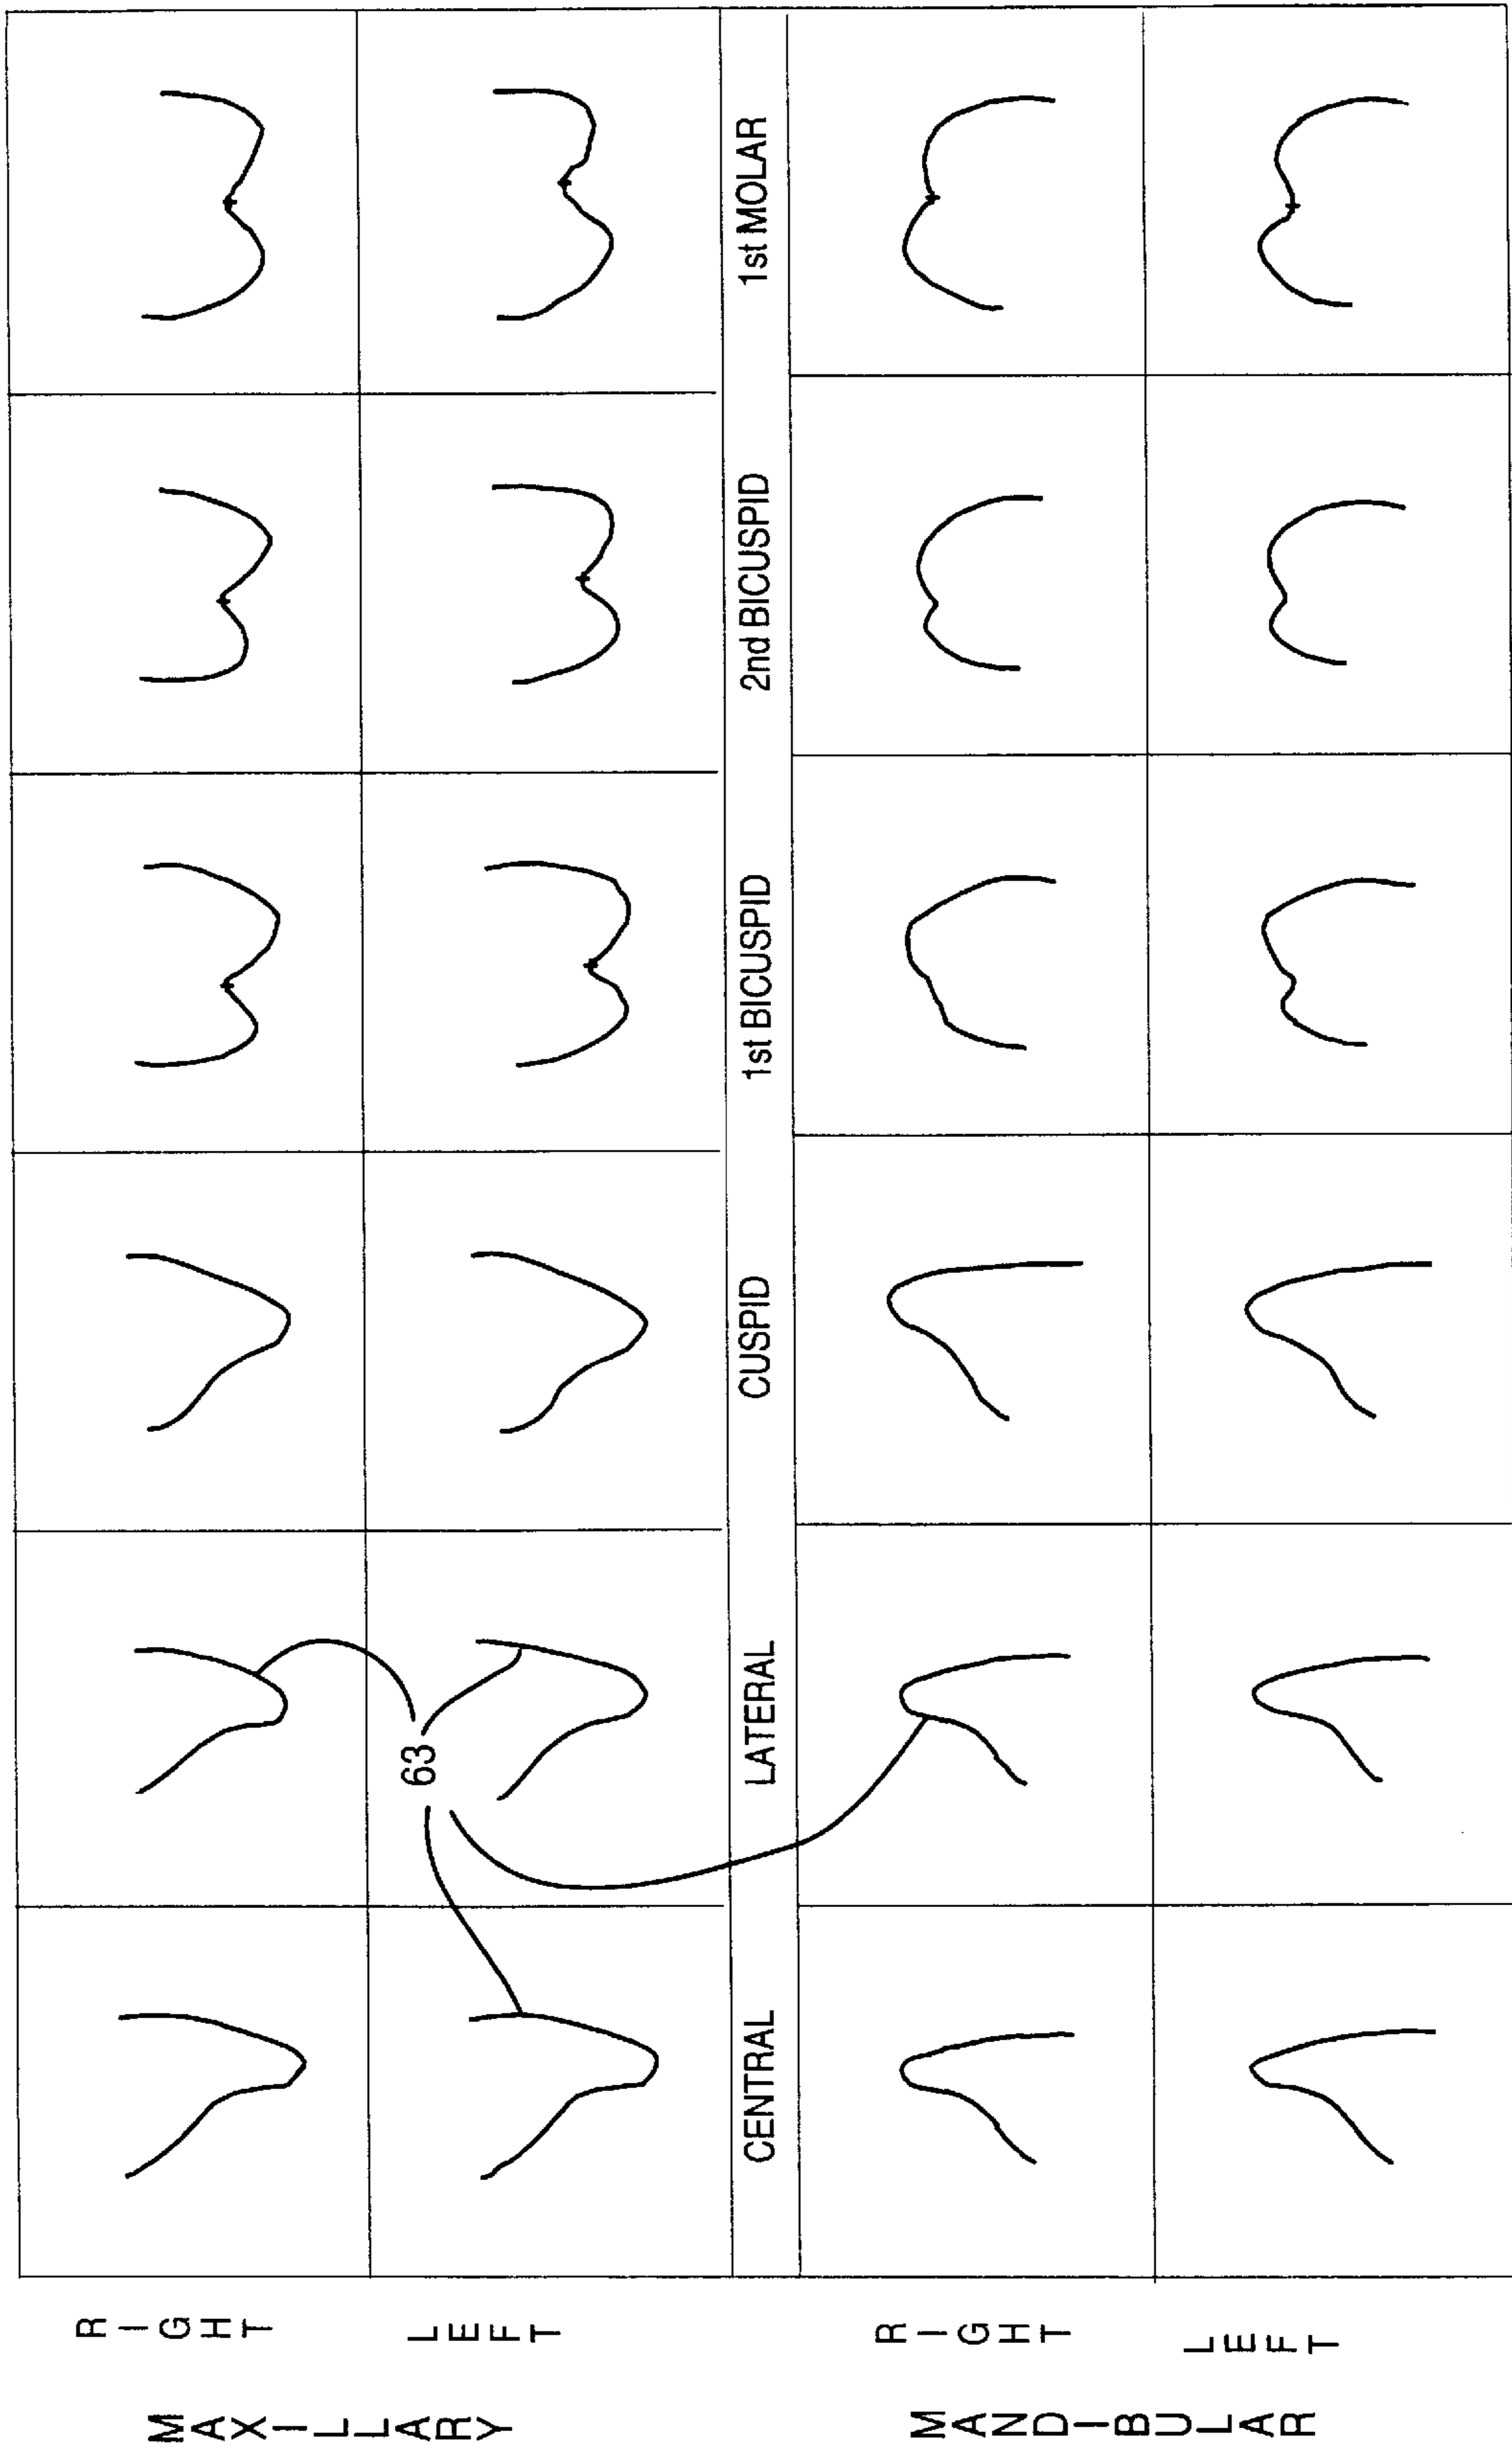 MAXILLARY
RIGHT
LEFT
63
CENTRAL LATERAL CUSPID 1st BICUSPID 2nd BICUSPID 1st MOLAR
MANDIBULAR
RIGHT
LEFT